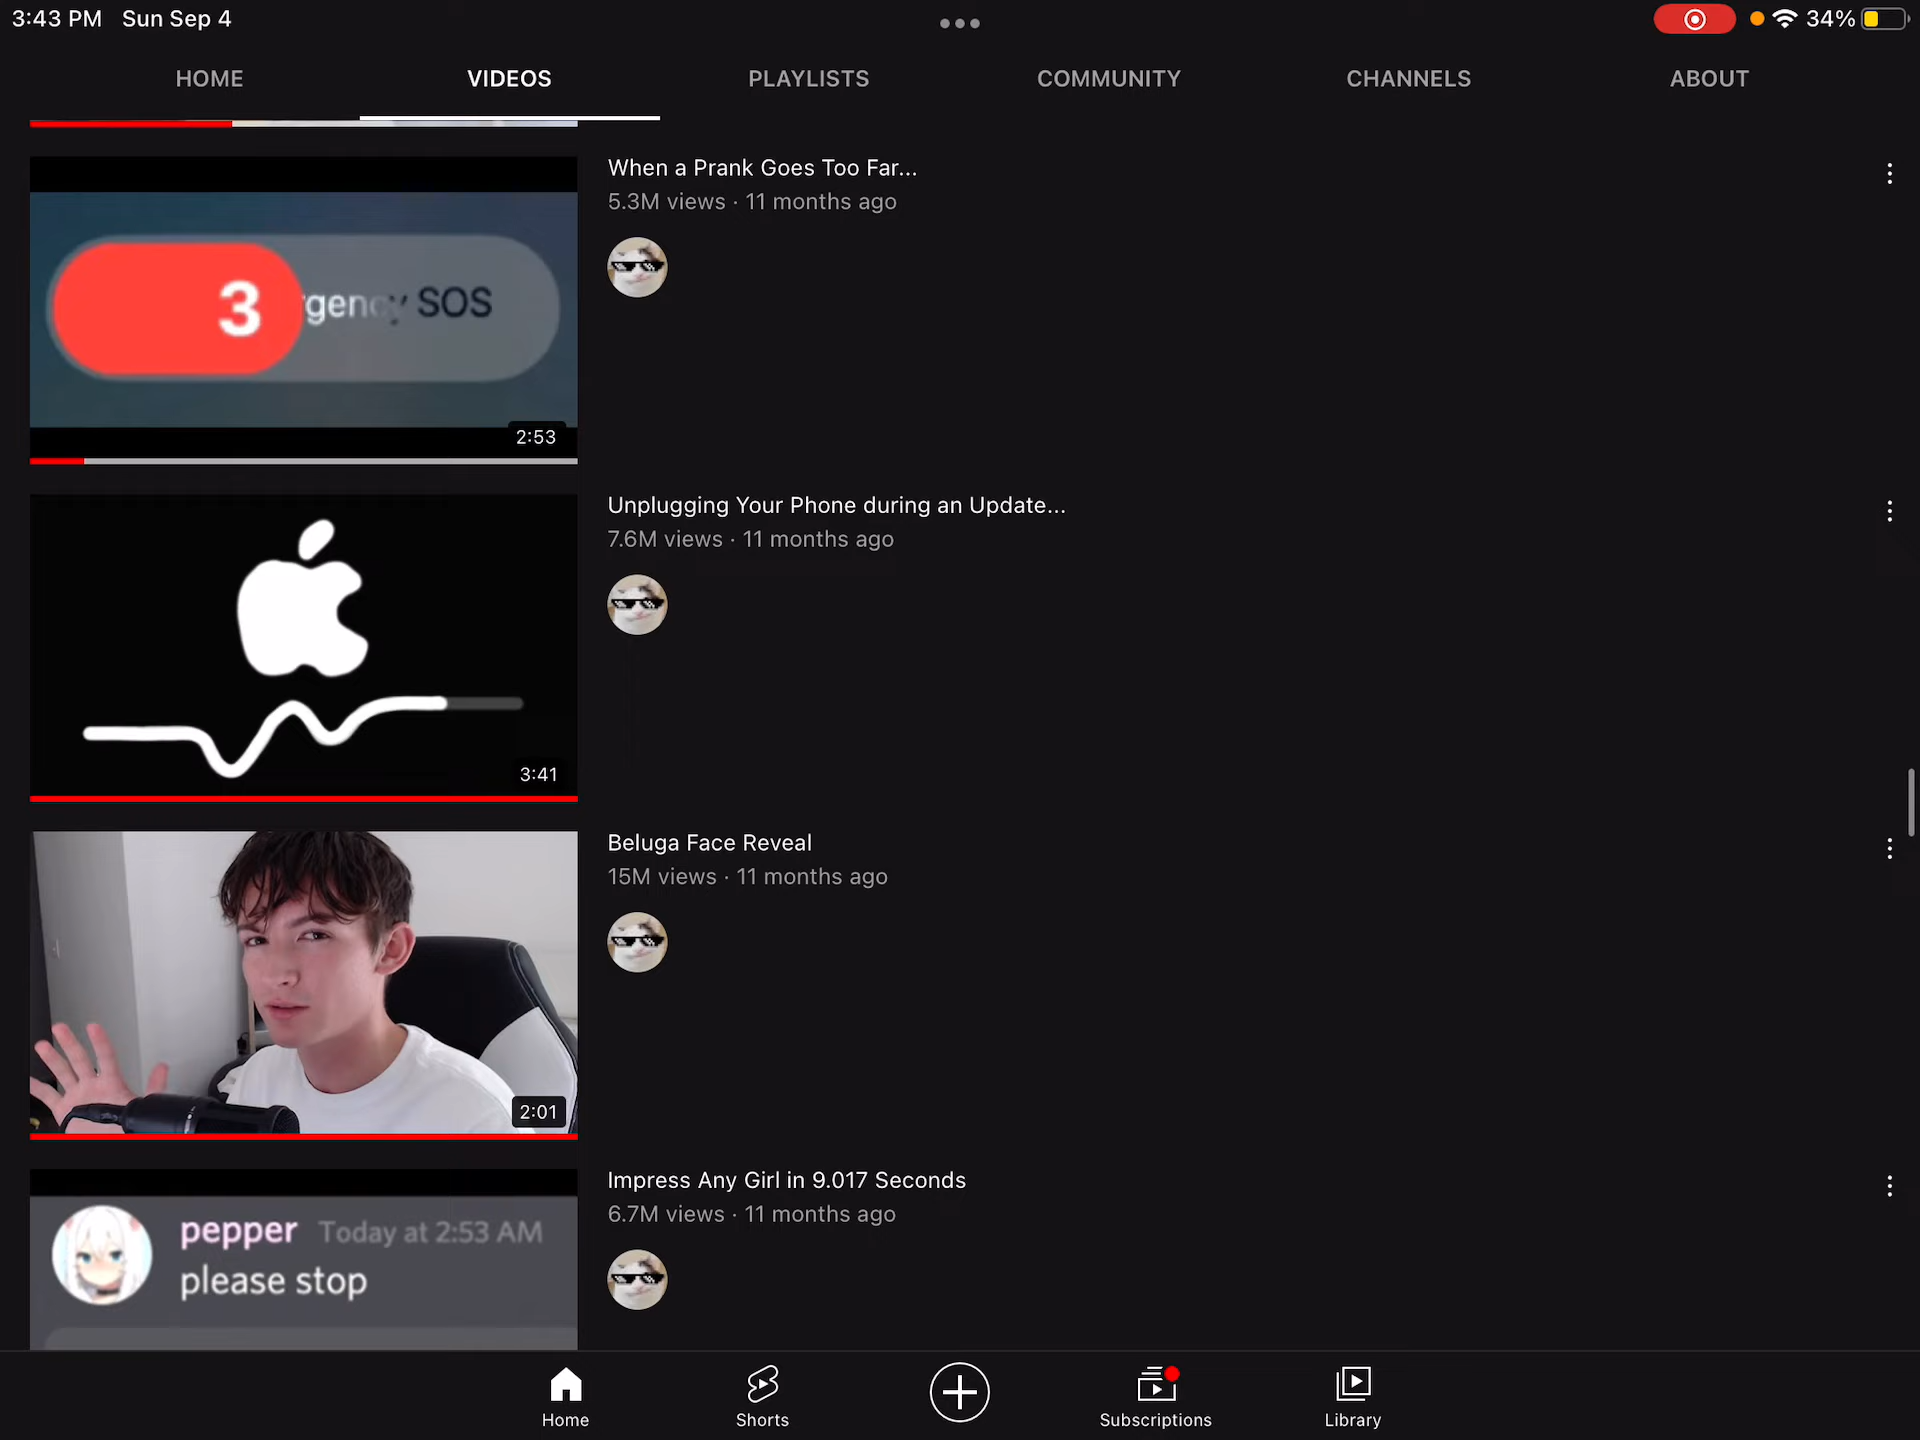 3:43 PM Sun Sep 4
34%
HOME VIDEOS PLAYLISTS COMMUNITY CHANNELS ABOUT
When a Prank Goes Too Far...
5.3M views · 11 months ago
3 rgency SOS
2:53
Unplugging Your Phone during an Update...
7.6M views · 11 months ago
3:41
Beluga Face Reveal
15M views · 11 months ago
2:01
Impress Any Girl in 9.017 Seconds
6.7M views · 11 months ago
pepper Today at 2:53 AM
please stop
Home Shorts Subscriptions Library